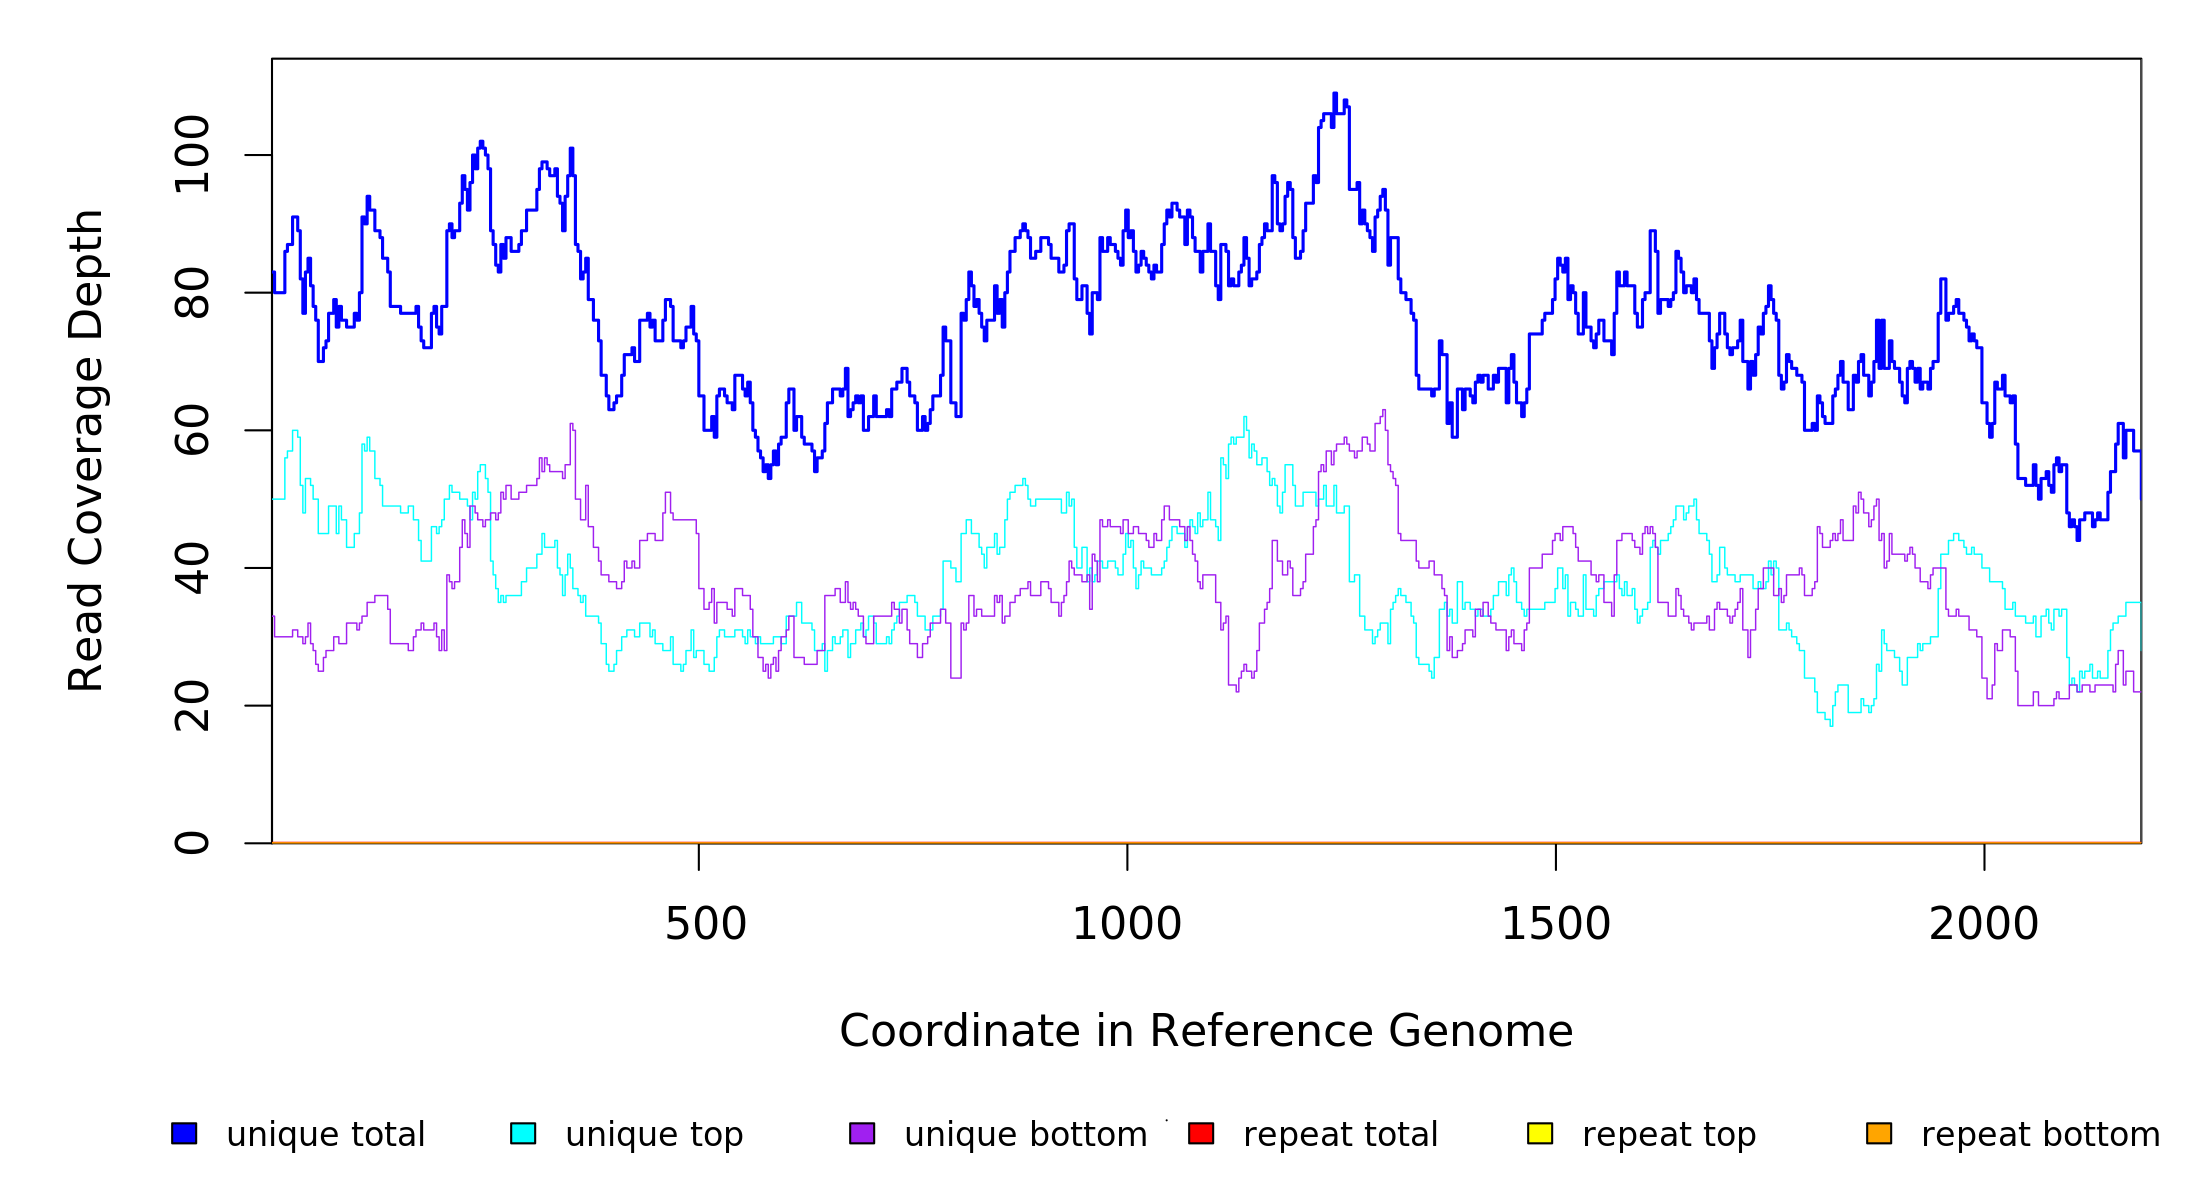 Read Coverage Depth
100
80
60
40
20
0
500 1000 1500 2000
Coordinate in Reference Genome
unique total unique top unique bottom repeat total repeat top repeat bottom